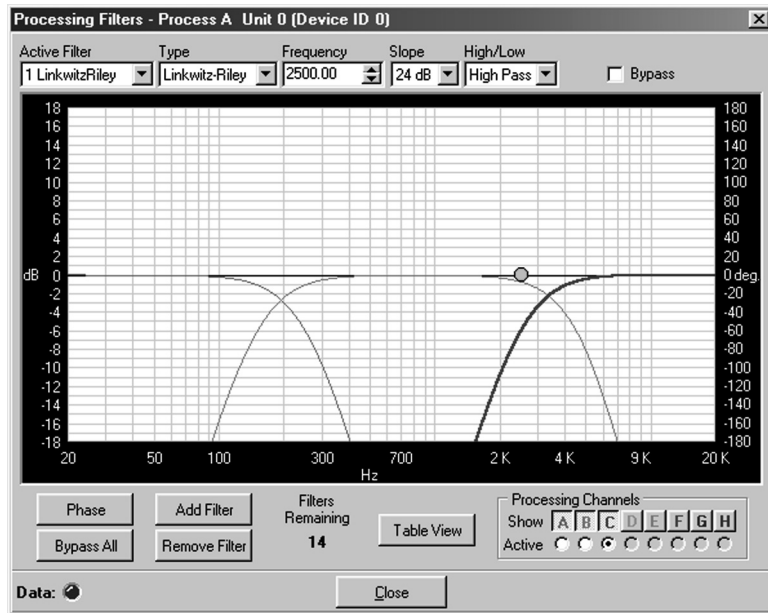 Processing Filters - Process A Unit 0 (Device ID 0)
Active Filter Type Frequency Slope High/Low
1 LinkwitzRiley Linkwitz-Riley 2500.00 24 dB High Pass Bypass
18 180
16 160
14 140
12 120
10 100
8 80
6 60
4 40
2 20
dB 0 0 deg.
-2 -20
-4 -40
-6 -60
-8 -80
-10 -100
-12 -120
-14 -140
-16 -160
-18 -180
20 50 100 300 700 2 K 4 K 9 K 20 K
Hz
Phase Add Filter Filters Remaining 14 Table View
Bypass All Remove Filter
Processing Channels
Show A B C D E F G H
Active
Data: Close